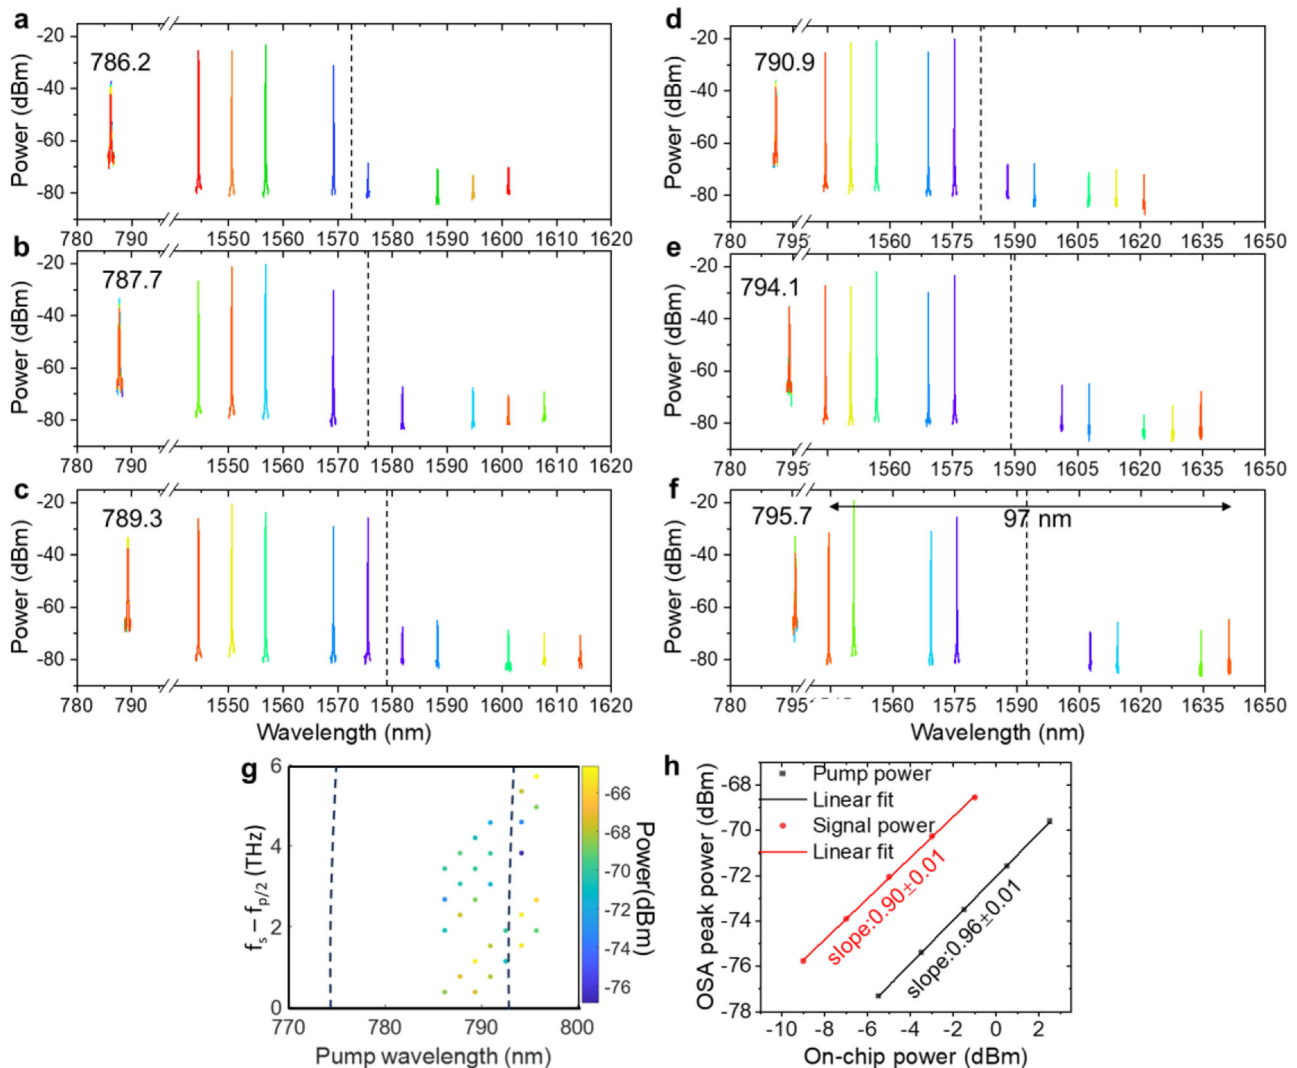 a
-20
-40
-60
-80
Power (dBm)
786.2
780 790 1550 1560 1570 1580 1590 1600 1610 1620
b
-20
-40
-60
-80
Power (dBm)
787.7
780 790 1550 1560 1570 1580 1590 1600 1610 1620
c
-20
-40
-60
-80
Power (dBm)
789.3
780 790 1550 1560 1570 1580 1590 1600 1610 1620
Wavelength (nm)
d
-20
-40
-60
-80
Power (dBm)
790.9
780 795 1560 1575 1590 1605 1620 1635 1650
e
-20
-40
-60
-80
Power (dBm)
794.1
780 795 1560 1575 1590 1605 1620 1635 1650
f
-20
-40
-60
-80
Power (dBm)
795.7
97 nm
780 795 1560 1575 1590 1605 1620 1635 1650
Wavelength (nm)
g
6
4
2
0
fs – fp/2 (THz)
770 780 790 800
Pump wavelength (nm)
-66
-68
-70
-72
-74
-76
Power(dBm)
h
-68
-70
-72
-74
-76
-78
OSA peak power (dBm)
Pump power
Linear fit
Signal power
Linear fit
slope:0.90±0.01
slope:0.96±0.01
-10 -8 -6 -4 -2 0 2
On-chip power (dBm)